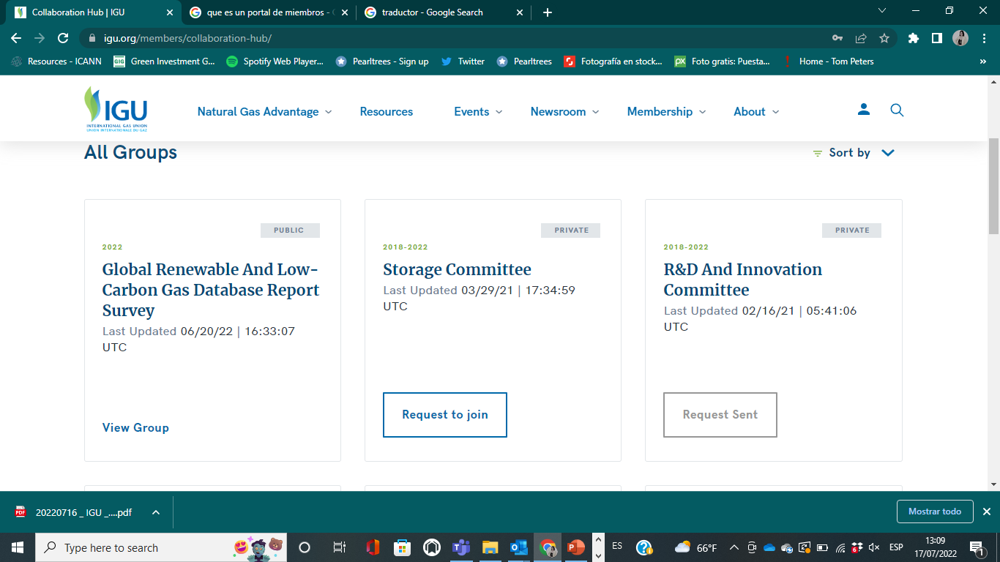 Collaboration Hub | IGU
que es un portal de miembros -
traductor - Google Search
igu.org/members/collaboration-hub/
Resources - ICANN
GIG
Green Investment G...
Spotify Web Player...
Pearltrees - Sign up
Twitter
Pearltrees
Fotografía en stock...
px
Foto gratis: Puesta...
Home - Tom Peters
»
IGU
INTERNATIONAL GAS UNION
UNION INTERNATIONALE DU GAZ
Natural Gas Advantage
Resources
Events
Newsroom
Membership
About
All Groups
Sort by
PUBLIC
2022
Global Renewable And Low-
Carbon Gas Database Report
Survey
Last Updated 06/20/22 | 16:33:07
UTC
View Group
PRIVATE
2018-2022
Storage Committee
Last Updated 03/29/21 | 17:34:59
UTC
Request to join
PRIVATE
2018-2022
R&D And Innovation
Committee
Last Updated 02/16/21 | 05:41:06
UTC
Request Sent
PDF
20220716 _ IGU _....pdf
Mostrar todo
Type here to search
ES
66°F
ESP
13:09
17/07/2022
1